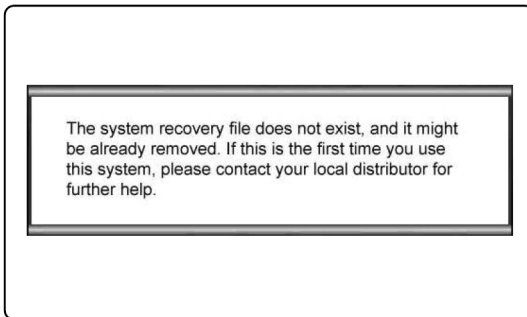 The system recovery file does not exist, and it might
be already removed. If this is the first time you use
this system, please contact your local distributor for
further help.